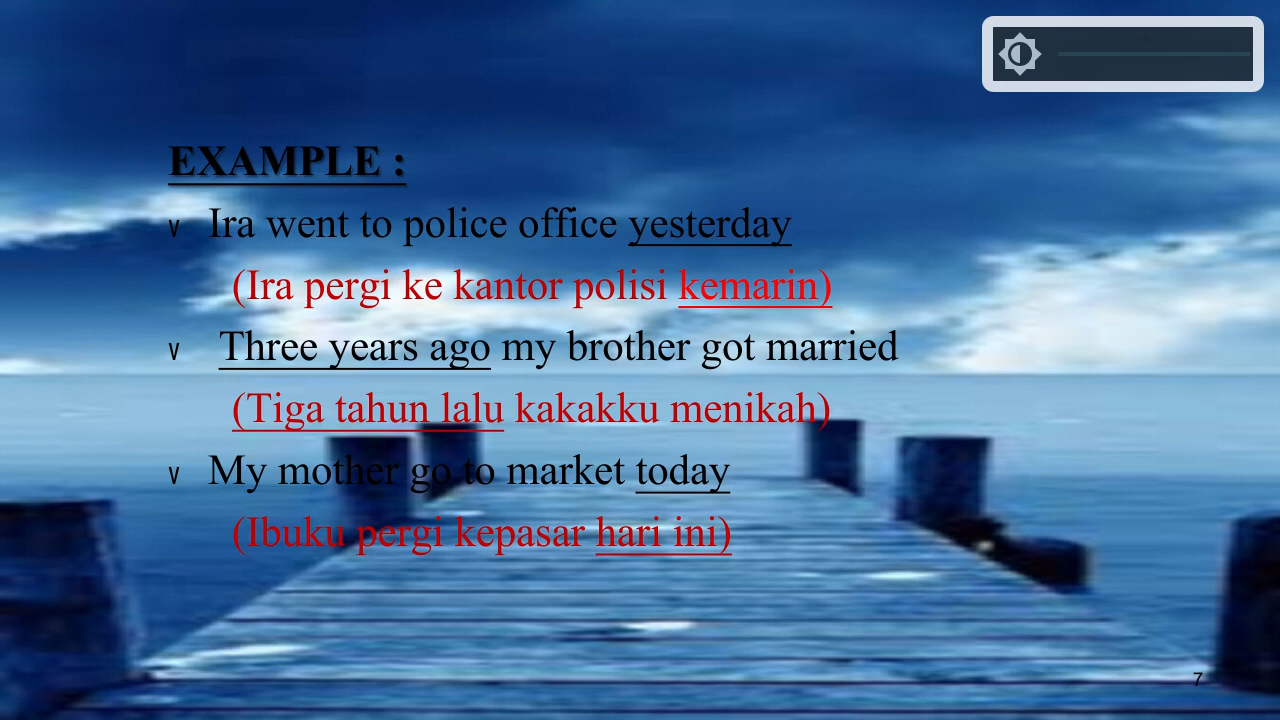 EXAMPLE :
v Ira went to police office yesterday
(Ira pergi ke kantor polisi kemarin)
v Three years ago my brother got married
(Tiga tahun lalu kakakku menikah)
v My mother go to market today
(Ibuku pergi kepasar hari ini)
7